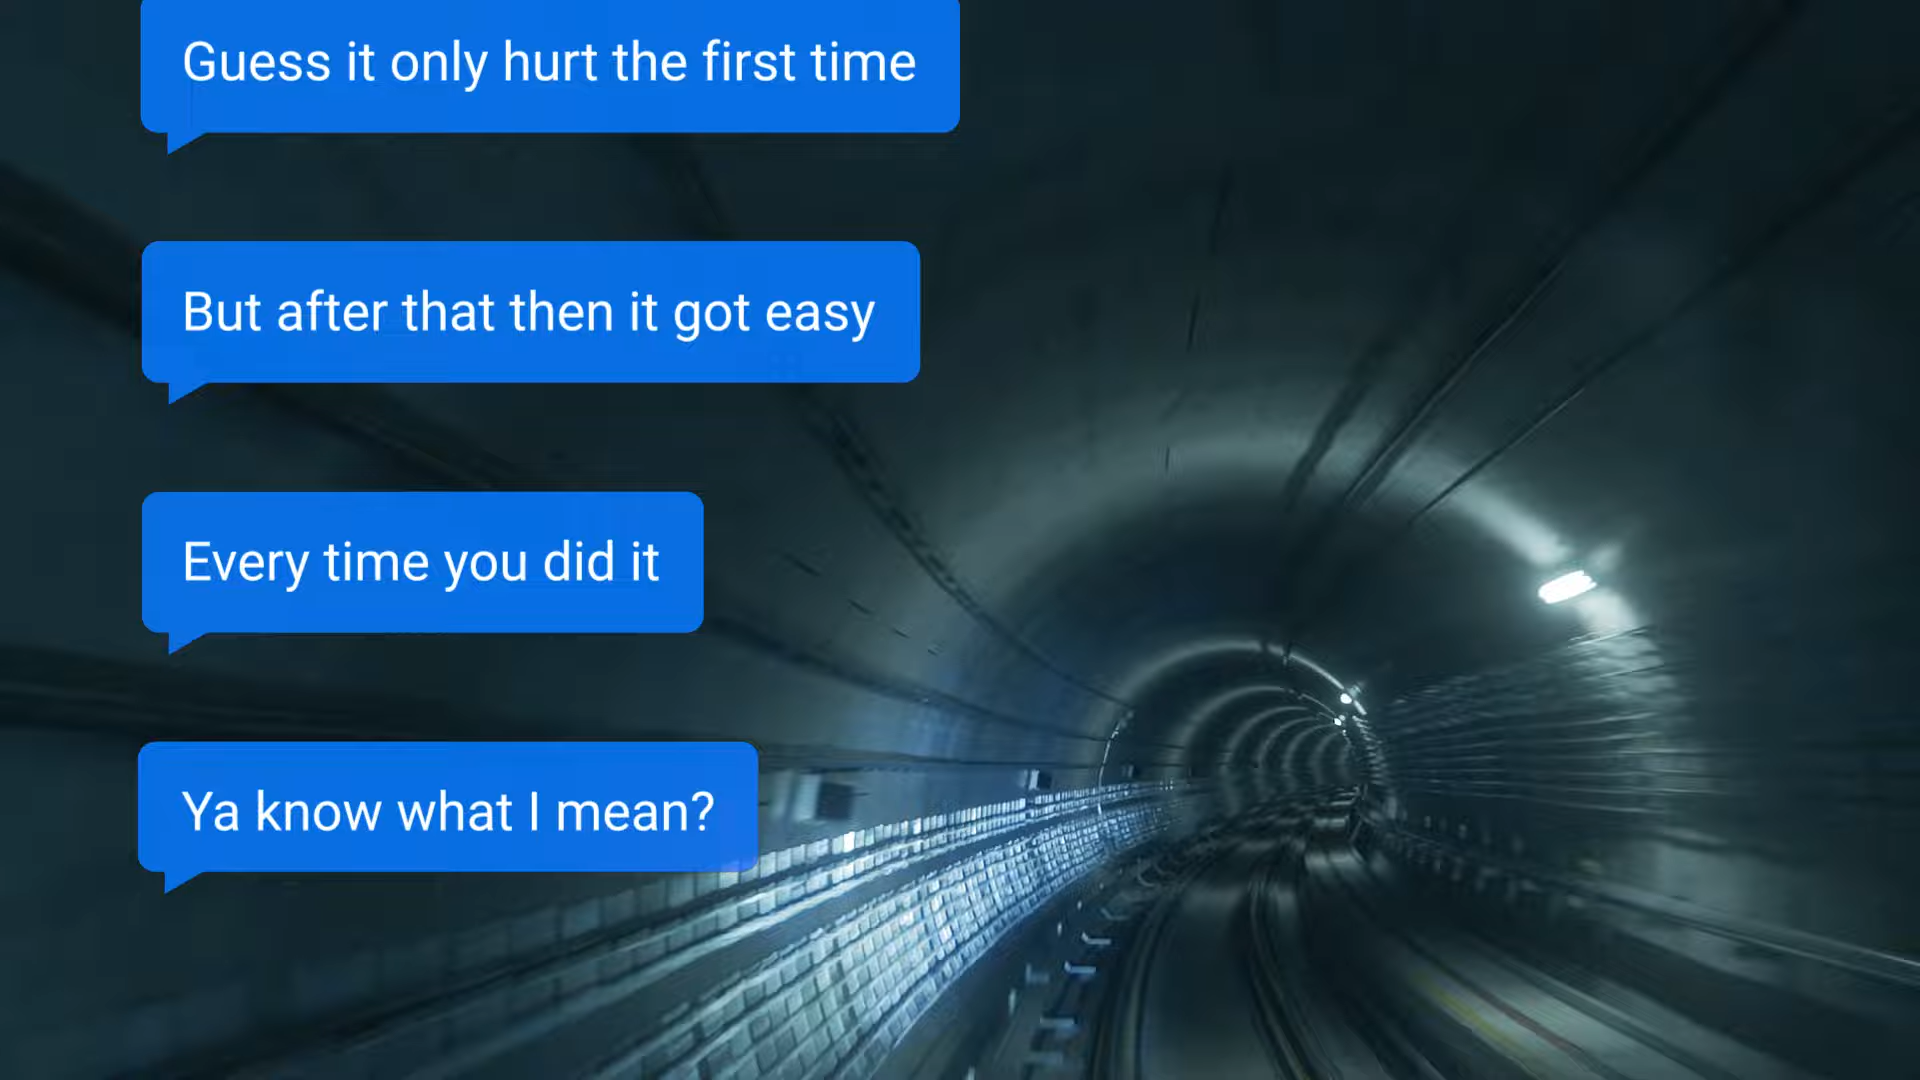 Guess it only hurt the first time
But after that then it got easy
Every time you did it
Ya know what I mean?